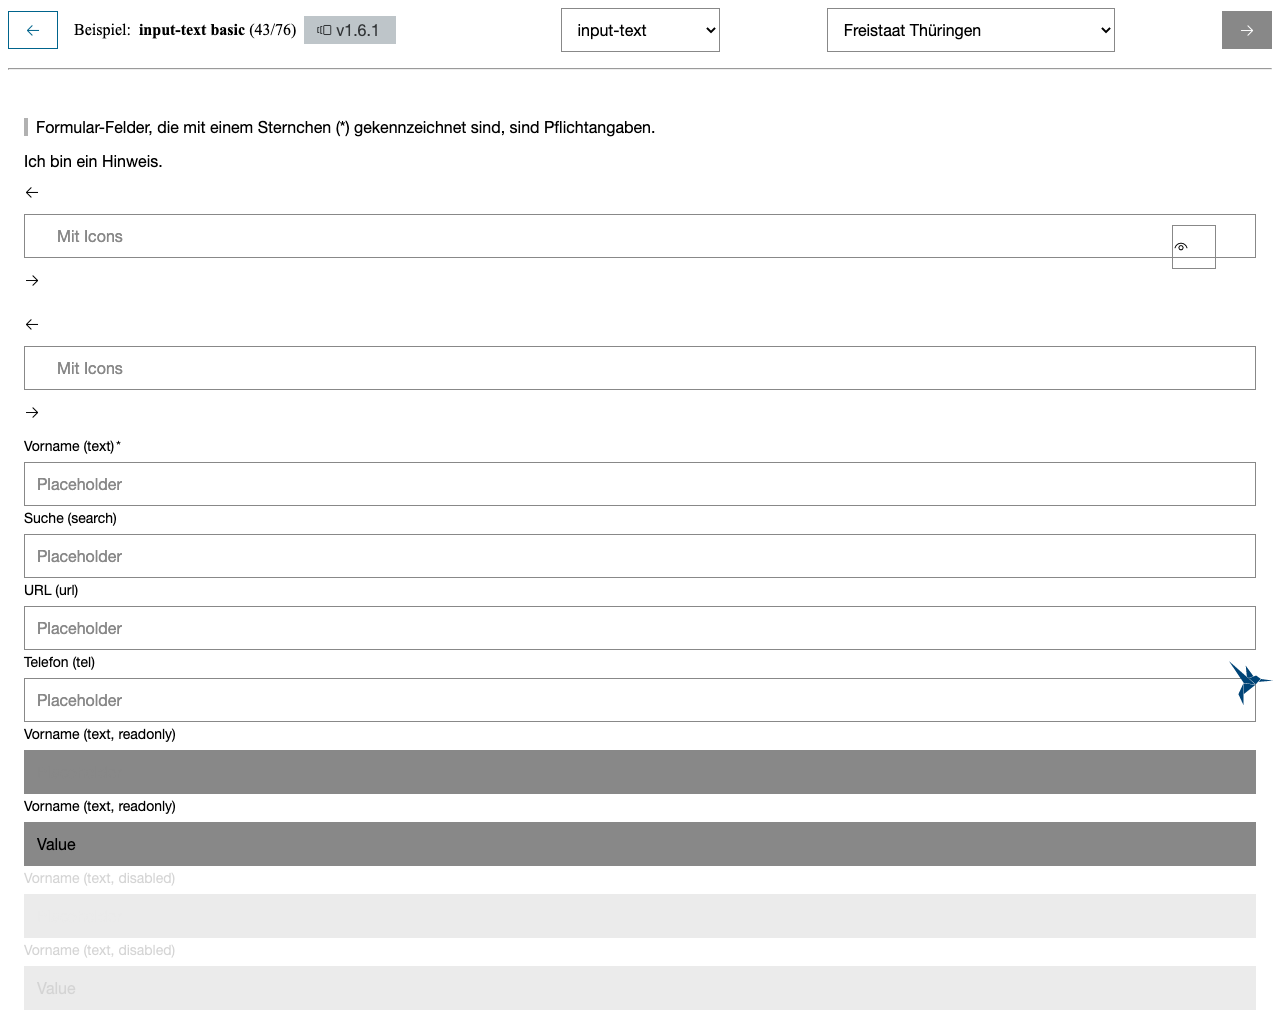 Beispiel: input-text basic (43/76) v1.6.1 input-text Freistaat Thüringen
Formular-Felder, die mit einem Sternchen (*) gekennzeichnet sind, sind Pflichtangaben.
Ich bin ein Hinweis.
Mit Icons
Mit Icons
Vorname (text)*
Placeholder
Suche (search)
Placeholder
URL (url)
Placeholder
Telefon (tel)
Placeholder
Vorname (text, readonly)
Vorname (text, readonly)
Value
Vorname (text, disabled)
Vorname (text, disabled)
Value